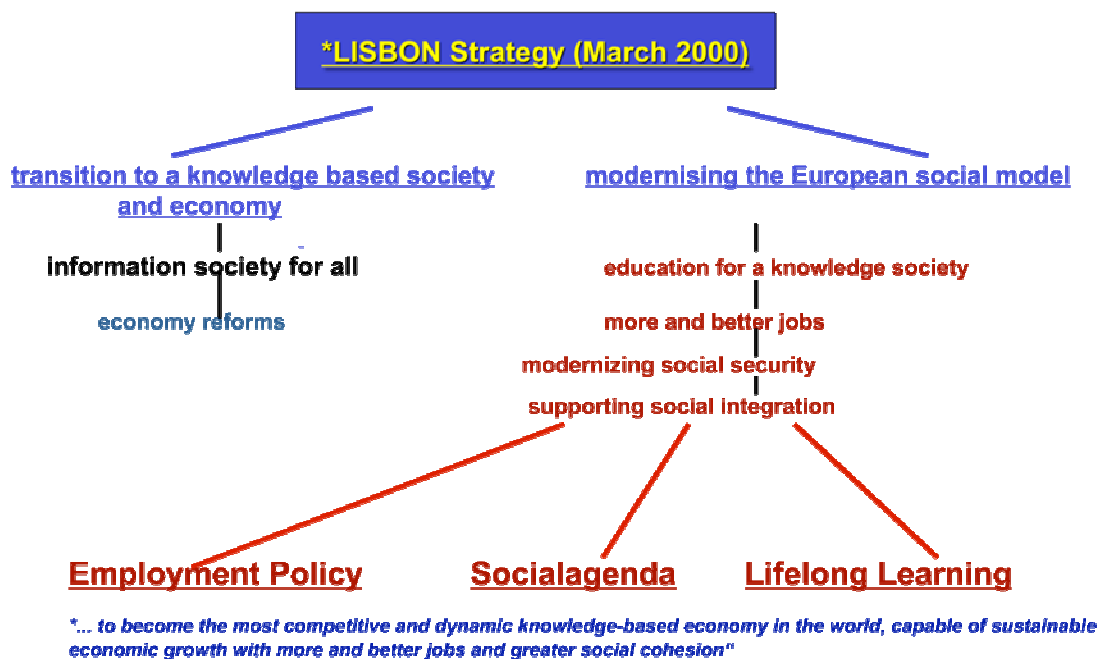 *LISBON Strategy (March 2000)
transition to a knowledge based society
and economy
modernising the European social model
information society for all
economy reforms
education for a knowledge society
more and better jobs
modernizing social security
supporting social integration
Employment Policy
Socialagenda
Lifelong Learning
"... to become the most competitive and dynamic knowledge-based economy in the world, capable of sustainable
economic growth with more and better jobs and greater social cohesion"